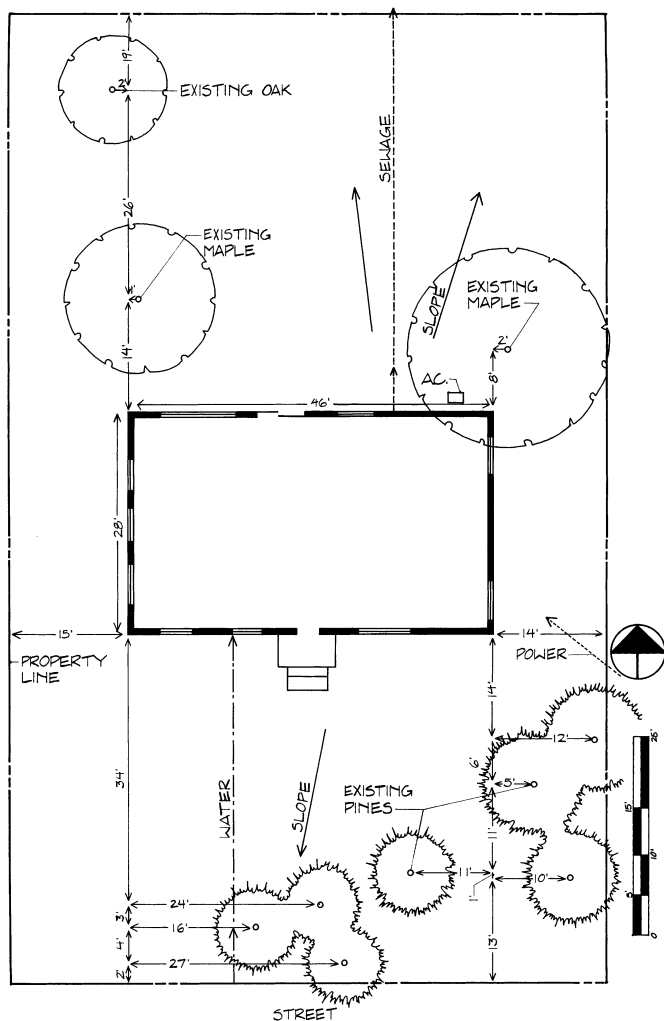 19'
2'
EXISTING OAK
SEWAGE
26'
EXISTING
MAPLE
1'
SLOPE
EXISTING
MAPLE
2'
14'
8'
A.C.
46'
28'
15'
14'
PROPERTY
LINE
POWER
14'
12'
6'
5'
25'
34'
WATER
SLOPE
EXISTING
PINES
15'
11'
10'
11'
10'
1'
5'
24'
3'
16'
4'
27'
13'
2'
0
STREET